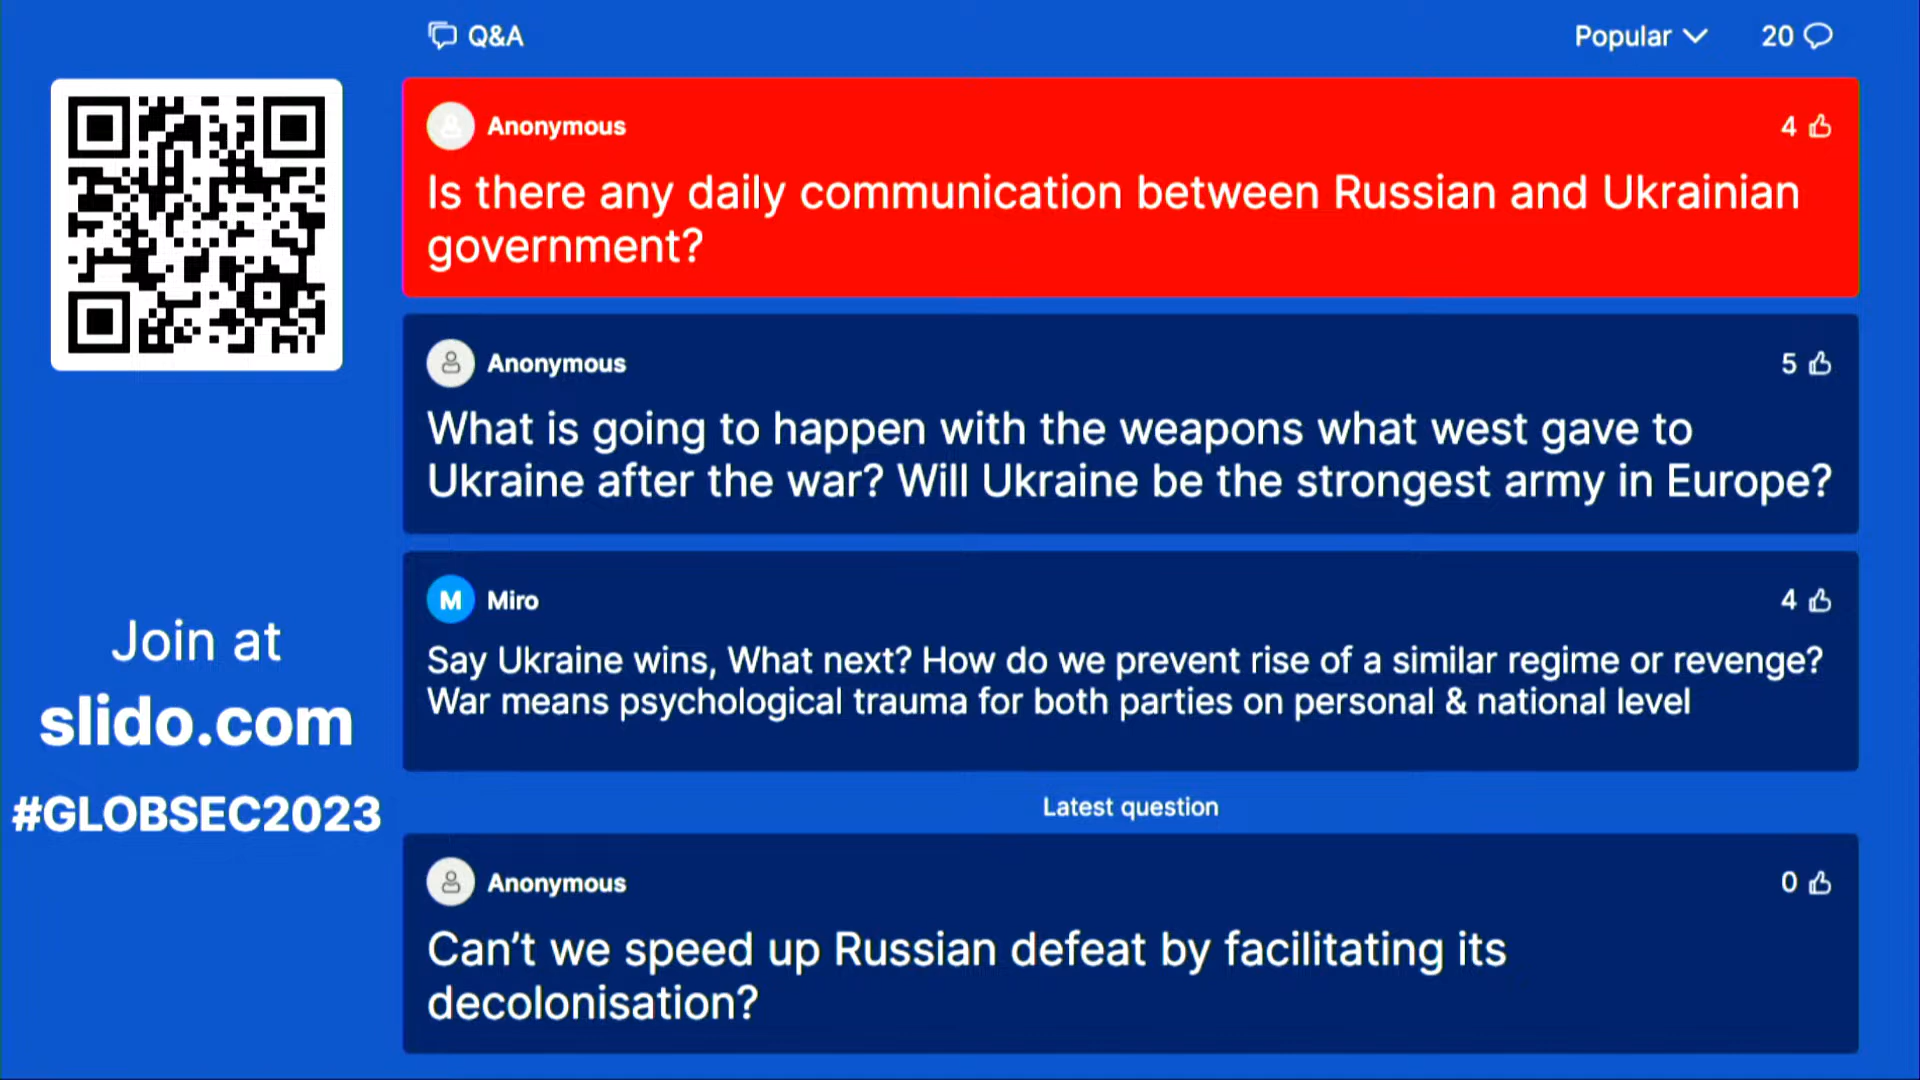 Q&A
Popular
20
Anonymous
4
Is there any daily communication between Russian and Ukrainian
government?
Anonymous
5
What is going to happen with the weapons what west gave to
Ukraine after the war? Will Ukraine be the strongest army in Europe?
M
Miro
4
Say Ukraine wins, What next? How do we prevent rise of a similar regime or revenge?
War means psychological trauma for both parties on personal & national level
Join at
slido.com
#GLOBSEC2023
Latest question
Anonymous
0
Can’t we speed up Russian defeat by facilitating its
decolonisation?